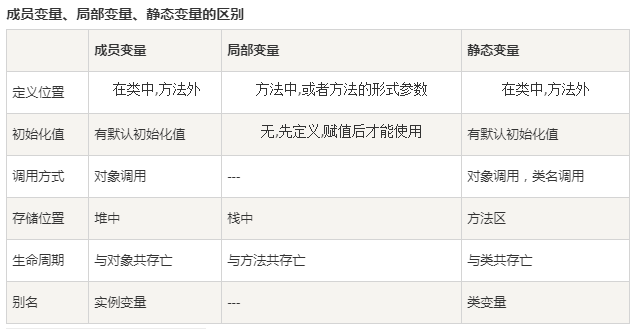 成员变量、局部变量、静态变量的区别
成员变量 局部变量 静态变量
定义位置 在类中,方法外 方法中,或者方法的形式参数 在类中,方法外
初始化值 有默认初始化值 无,先定义,赋值后才能使用 有默认初始化值
调用方式 对象调用 --- 对象调用，类名调用
存储位置 堆中 栈中 方法区
生命周期 与对象共存亡 与方法共存亡 与类共存亡
别名 实例变量 --- 类变量